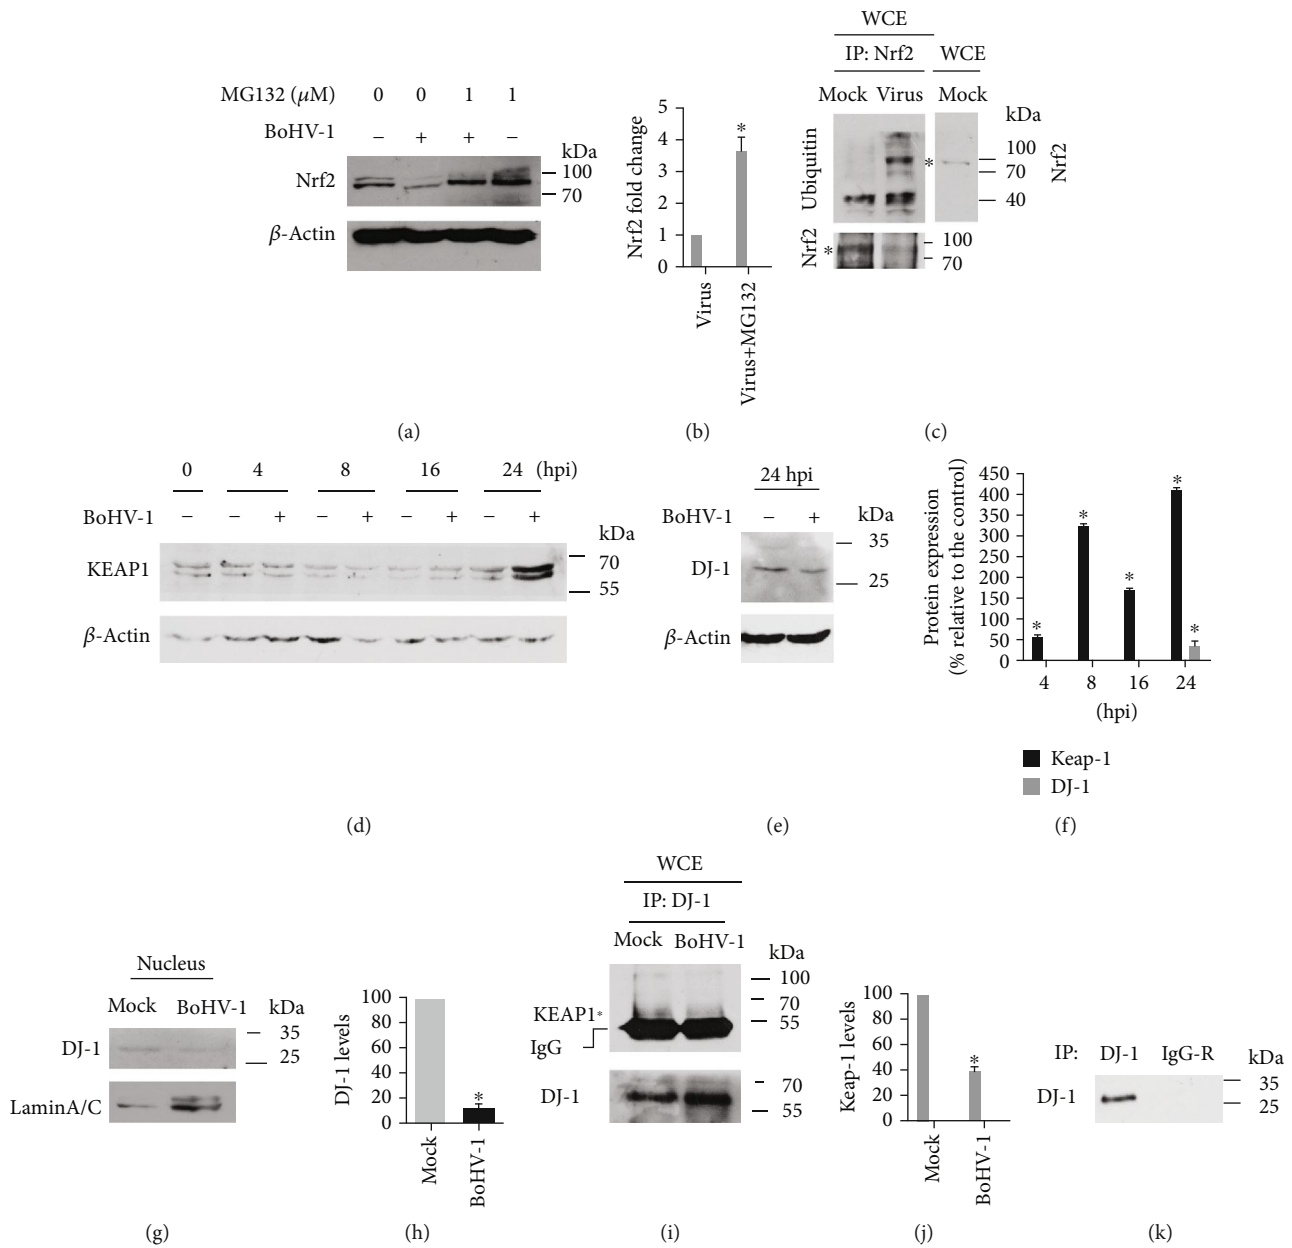 MG132 (μM) 0 0 1 1
BoHV-1 – + + –
kDa
Nrf2
100
70
β-Actin
(a)
Nrf2 fold change
5
4
3
2
1
0
*
Virus
Virus+MG132
(b)
WCE
IP: Nrf2 WCE
Mock Virus Mock
kDa
Ubiquitin
*
100
70
40
Nrf2
Nrf2
*
100
70
(c)
0 4 8 16 24 (hpi)
BoHV-1 – – + – + – + – +
kDa
KEAP1
70
55
β-Actin
(d)
24 hpi
BoHV-1 – + kDa
DJ-1
35
25
β-Actin
(e)
Protein expression
(% relative to the control)
450
400
350
300
250
200
150
100
50
0
* * * * *
4 8 16 24
(hpi)
Keap-1
DJ-1
(f)
Nucleus
Mock BoHV-1 kDa
DJ-1
35
25
LaminA/C
(g)
DJ-1 levels
100
80
60
40
20
0
*
Mock
BoHV-1
(h)
WCE
IP: DJ-1
Mock BoHV-1
kDa
100
70
55
KEAP1*
IgG
DJ-1
70
55
(i)
Keap-1 levels
100
80
60
40
20
0
*
Mock
BoHV-1
(j)
IP: DJ-1 IgG-R kDa
DJ-1
35
25
(k)